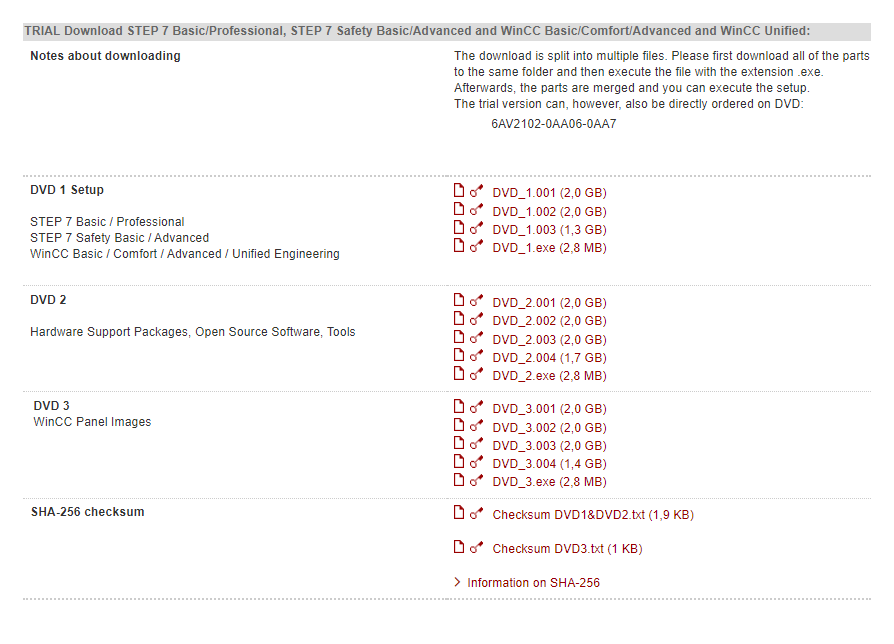 TRIAL Download STEP 7 Basic/Professional, STEP 7 Safety Basic/Advanced and WinCC Basic/Comfort/Advanced and WinCC Unified:
Notes about downloading
The download is split into multiple files. Please first download all of the parts
to the same folder and then execute the file with the extension .exe.
Afterwards, the parts are merged and you can execute the setup.
The trial version can, however, also be directly ordered on DVD:
6AV2102-0AA06-0AA7
DVD 1 Setup
STEP 7 Basic / Professional
STEP 7 Safety Basic / Advanced
WinCC Basic / Comfort / Advanced / Unified Engineering
DVD_1.001 (2,0 GB)
DVD_1.002 (2,0 GB)
DVD_1.003 (1,3 GB)
DVD_1.exe (2,8 MB)
DVD 2
Hardware Support Packages, Open Source Software, Tools
DVD_2.001 (2,0 GB)
DVD_2.002 (2,0 GB)
DVD_2.003 (2,0 GB)
DVD_2.004 (1,7 GB)
DVD_2.exe (2,8 MB)
DVD 3
WinCC Panel Images
DVD_3.001 (2,0 GB)
DVD_3.002 (2,0 GB)
DVD_3.003 (2,0 GB)
DVD_3.004 (1,4 GB)
DVD_3.exe (2,8 MB)
SHA-256 checksum
Checksum DVD1&DVD2.txt (1,9 KB)
Checksum DVD3.txt (1 KB)
Information on SHA-256